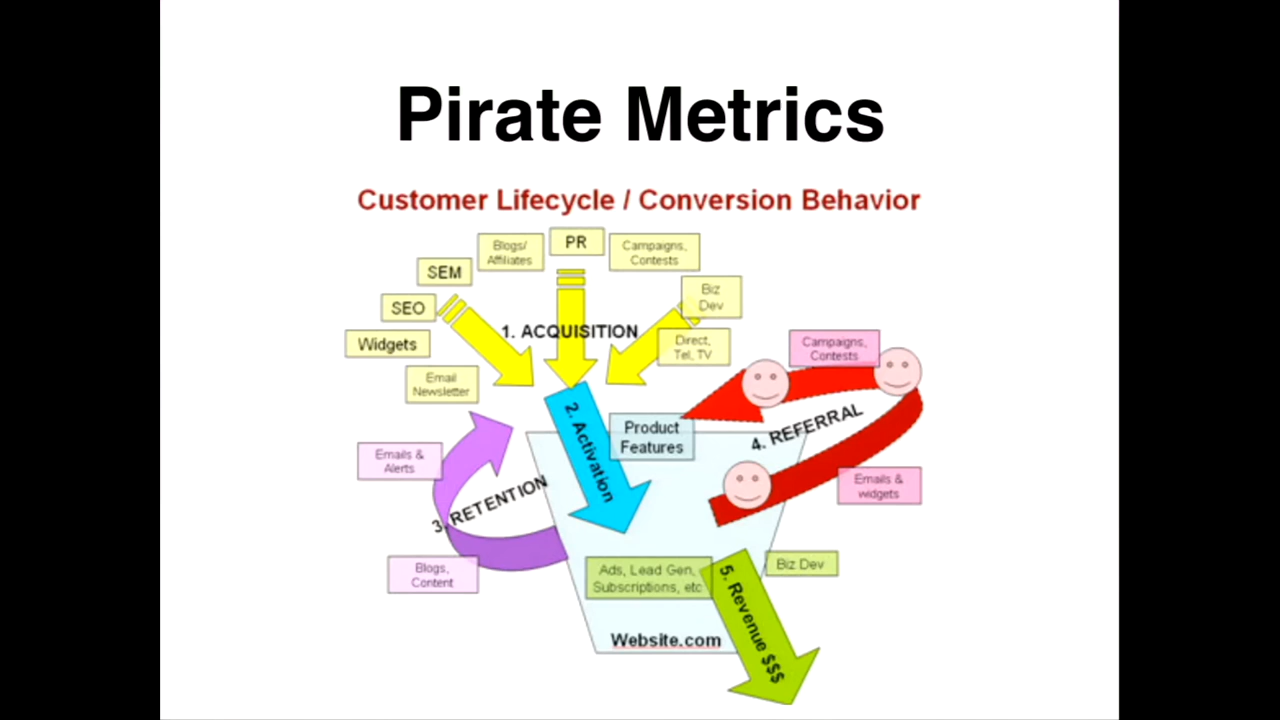 Pirate Metrics
Customer Lifecycle / Conversion Behavior
PR
Blogs/
Affiliates
Campaigns,
Contests
SEM
Biz
Dev
SEO
1. ACQUISITION
Widgets
Direct,
Tel, TV
Email
Newsletter
Campaigns,
Contests
2. Activation
Product
Features
4. REFERRAL
Emails &
Alerts
3. RETENTION
Emails &
widgets
Blogs,
Content
Ads, Lead Gen,
Subscriptions, etc
Biz Dev
5. Revenue $$$
Website.com